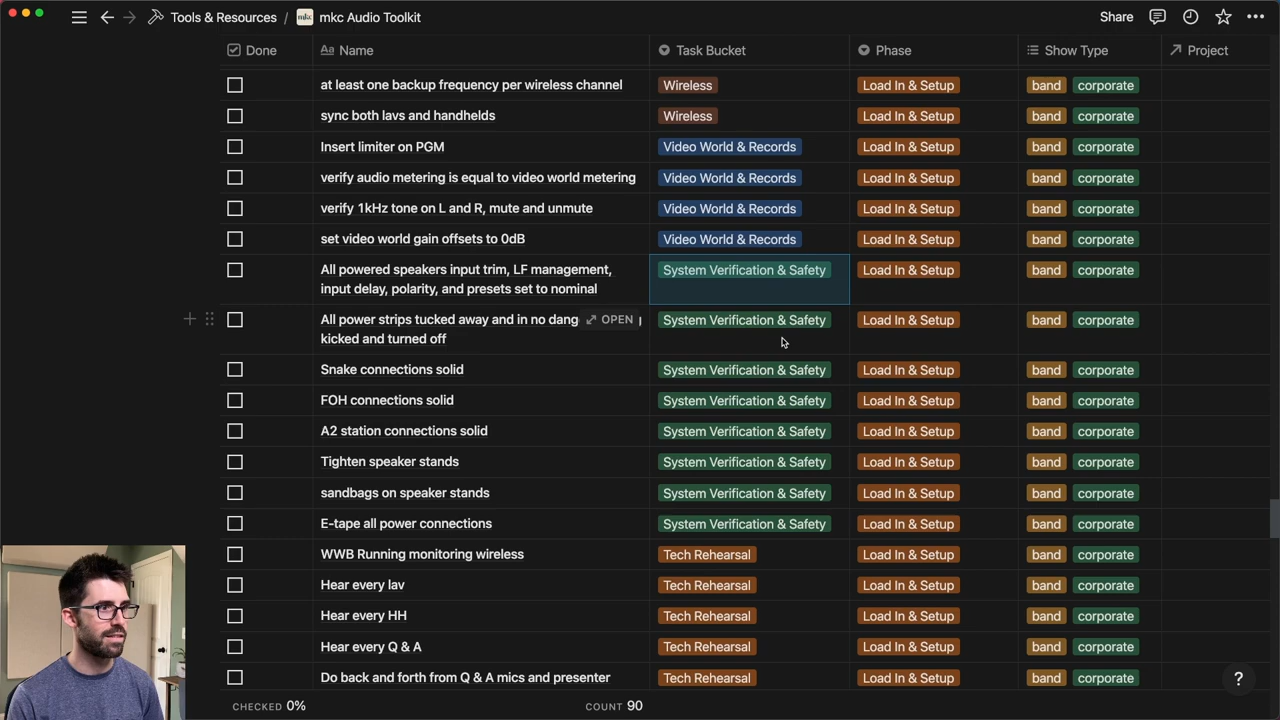 Tools & Resources / mkc mkc Audio Toolkit Share
Done Aa Name Task Bucket Phase Show Type Project
at least one backup frequency per wireless channel Wireless Load In & Setup band corporate
sync both lavs and handhelds Wireless Load In & Setup band corporate
Insert limiter on PGM Video World & Records Load In & Setup band corporate
verify audio metering is equal to video world metering Video World & Records Load In & Setup band corporate
verify 1kHz tone on L and R, mute and unmute Video World & Records Load In & Setup band corporate
set video world gain offsets to 0dB Video World & Records Load In & Setup band corporate
All powered speakers input trim, LF management, System Verification & Safety Load In & Setup band corporate
input delay, polarity, and presets set to nominal
All power strips tucked away and in no dang OPEN System Verification & Safety Load In & Setup band corporate
kicked and turned off
Snake connections solid System Verification & Safety Load In & Setup band corporate
FOH connections solid System Verification & Safety Load In & Setup band corporate
A2 station connections solid System Verification & Safety Load In & Setup band corporate
Tighten speaker stands System Verification & Safety Load In & Setup band corporate
sandbags on speaker stands System Verification & Safety Load In & Setup band corporate
E-tape all power connections System Verification & Safety Load In & Setup band corporate
WWB Running monitoring wireless Tech Rehearsal Load In & Setup band corporate
Hear every lav Tech Rehearsal Load In & Setup band corporate
Hear every HH Tech Rehearsal Load In & Setup band corporate
Hear every Q & A Tech Rehearsal Load In & Setup band corporate
Do back and forth from Q & A mics and presenter Tech Rehearsal Load In & Setup band corporate
CHECKED 0% COUNT 90 ?